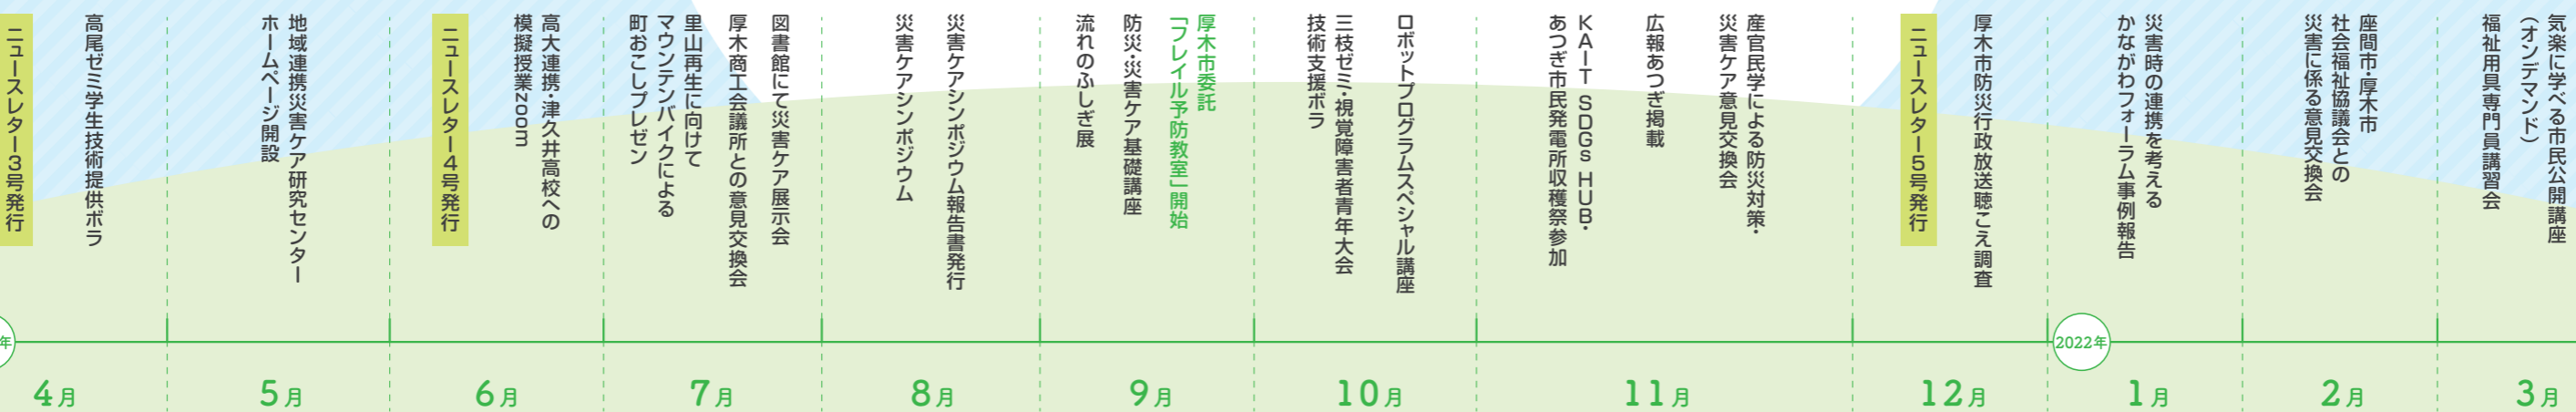 ニュースレター3号発行
高尾ゼミ学生技術提供ボラ
地域連携災害ケア研究センター
ホームページ開設
ニュースレター4号発行
高大連携・津久井高校への
模擬授業zoom
図書館にて災害ケア展示会
厚木商工会議所との意見交換会
里山再生に向けて
マウンテンバイクによる
町おこしプレゼン
災害ケアシンポジウム
災害ケアシンポジウム報告書発行
流れのふしぎ展
防災・災害ケア基礎講座
厚木市委託
「フレイル予防教室」開始
三枝ゼミ・視覚障害者青年大会
技術支援ボラ
ロボットプログラムスペシャル講座
KAIT SDGs HUB・
あつぎ市民発電所収穫祭参加
広報あつぎ掲載
産官民学による防災対策・
災害ケア意見交換会
ニュースレター5号発行
厚木市防災行政放送聴こえ調査
災害時の連携を考える
かながわフォーラム事例報告
座間市・厚木市
社会福祉協議会との
災害に係る意見交換会
気楽に学べる市民公開講座
（オンデマンド）
福祉用具専門員講習会
年
2022年
4月
5月
6月
7月
8月
9月
10月
11月
12月
1月
2月
3月